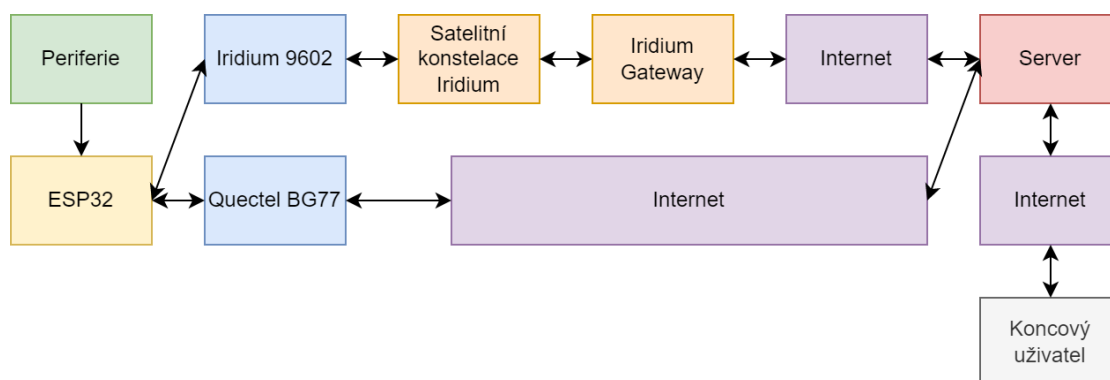 Periferie
Iridium 9602
Satelitní
konstelace
Iridium
Iridium
Gateway
Internet
Server
ESP32
Quectel BG77
Internet
Internet
Koncový
uživatel